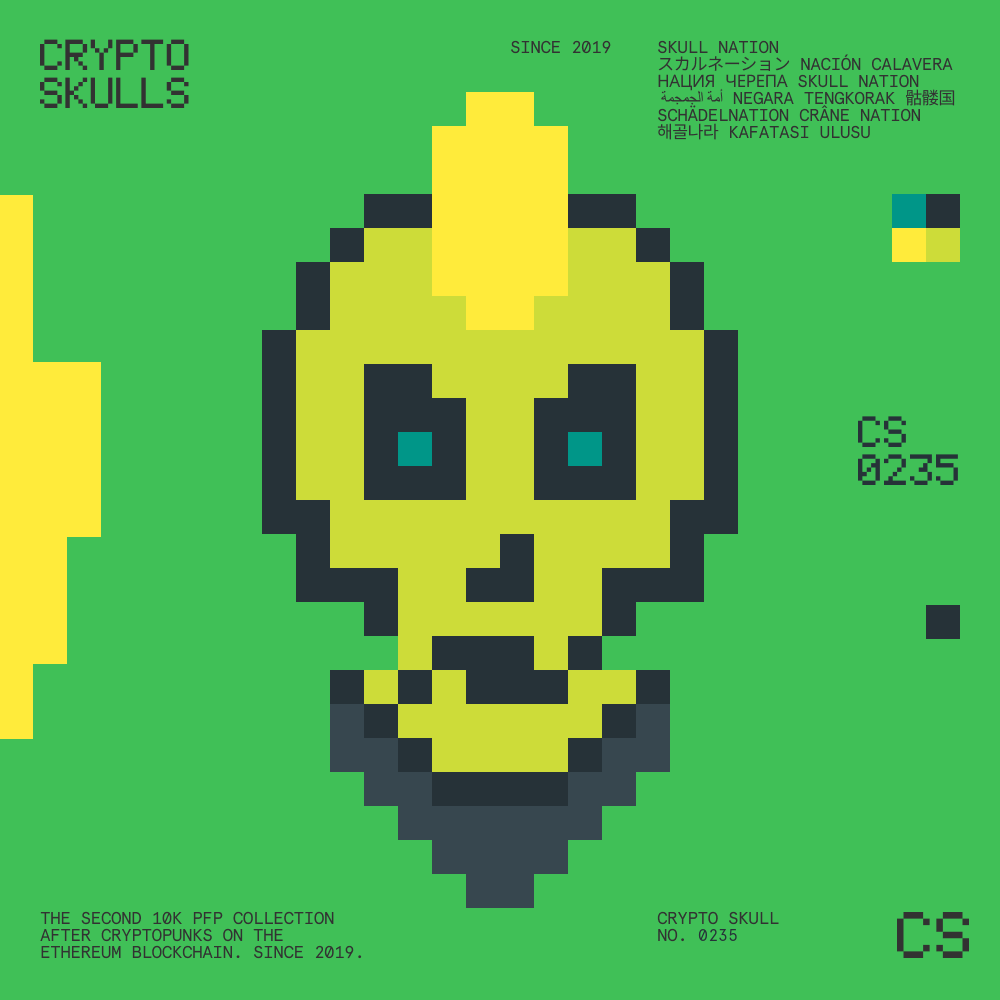 CRYPTO
SKULLS
SINCE 2019
SKULL NATION
スカルネーション NACIÓN CALAVERA
НАЦИЯ ЧЕРЕПА SKULL NATION
أمة الجمجمة NEGARA TENGKORAK 骷髅国
SCHÄDELNATION CRÂNE NATION
해골나라 KAFATASI ULUSU
CS
0235
THE SECOND 10K PFP COLLECTION
AFTER CRYPTOPUNKS ON THE
ETHEREUM BLOCKCHAIN. SINCE 2019.
CRYPTO SKULL
NO. 0235
CS